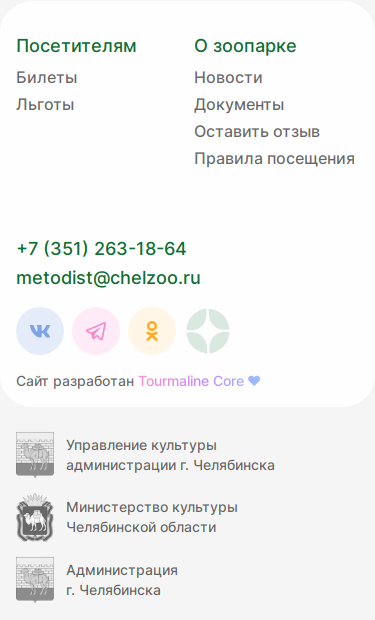 Посетителям
Билеты
Льготы
О зоопарке
Новости
Документы
Оставить отзыв
Правила посещения
+7 (351) 263-18-64
metodist@chelzoo.ru
Сайт разработан Tourmaline Core
Управление культуры
администрации г. Челябинска
Министерство культуры
Челябинской области
Администрация
г. Челябинска